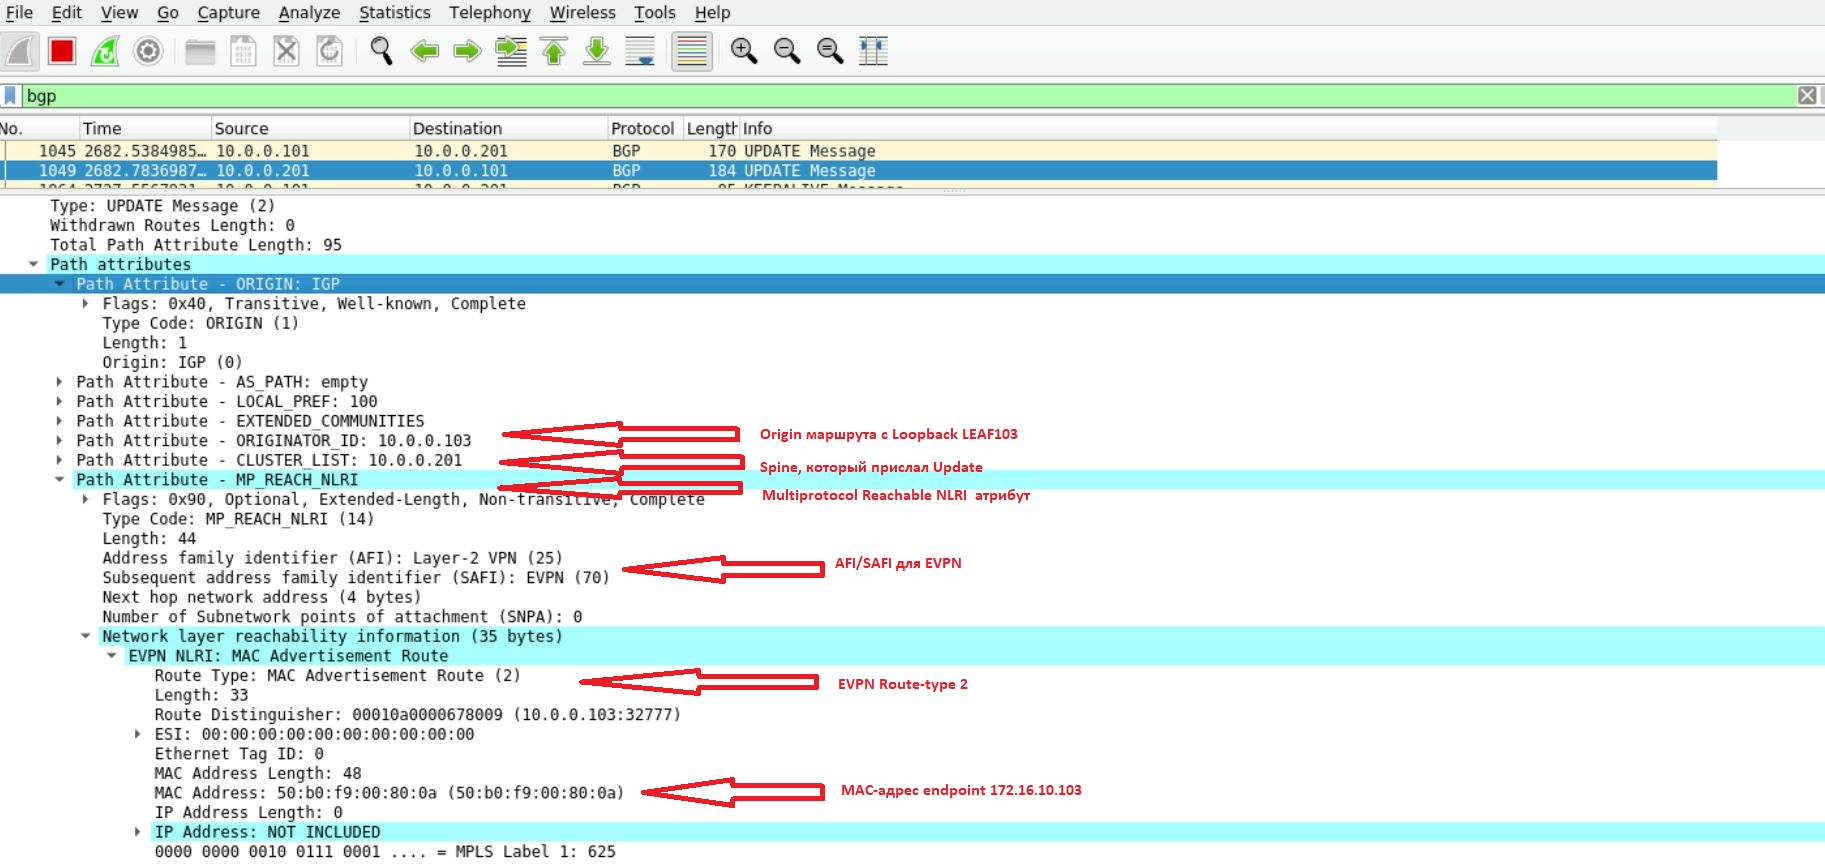 File Edit View Go Capture Analyze Statistics Telephony Wireless Tools Help
bgp
No. Time Source Destination Protocol Length Info
1045 2682.5384985… 10.0.0.101 10.0.0.201 BGP 170 UPDATE Message
1049 2682.7836987… 10.0.0.201 10.0.0.101 BGP 184 UPDATE Message
Type: UPDATE Message (2)
Withdrawn Routes Length: 0
Total Path Attribute Length: 95
Path attributes
Path Attribute - ORIGIN: IGP
Flags: 0x40, Transitive, Well-known, Complete
Type Code: ORIGIN (1)
Length: 1
Origin: IGP (0)
Path Attribute - AS_PATH: empty
Path Attribute - LOCAL_PREF: 100
Path Attribute - EXTENDED_COMMUNITIES
Path Attribute - ORIGINATOR_ID: 10.0.0.103 Origin маршрута с Loopback LEAF103
Path Attribute - CLUSTER_LIST: 10.0.0.201 Spine, который прислал Update
Path Attribute - MP_REACH_NLRI Multiprotocol Reachable NLRI атрибут
Flags: 0x90, Optional, Extended-Length, Non-transitive, Complete
Type Code: MP_REACH_NLRI (14)
Length: 44
Address family identifier (AFI): Layer-2 VPN (25) AFI/SAFI для EVPN
Subsequent address family identifier (SAFI): EVPN (70)
Next hop network address (4 bytes)
Number of Subnetwork points of attachment (SNPA): 0
Network layer reachability information (35 bytes)
EVPN NLRI: MAC Advertisement Route
Route Type: MAC Advertisement Route (2) EVPN Route-type 2
Length: 33
Route Distinguisher: 00010a0000678009 (10.0.0.103:32777)
ESI: 00:00:00:00:00:00:00:00:00:00
Ethernet Tag ID: 0
MAC Address Length: 48
MAC Address: 50:b0:f9:00:80:0a (50:b0:f9:00:80:0a) MAC-адрес endpoint 172.16.10.103
IP Address Length: 0
IP Address: NOT INCLUDED
0000 0000 0010 0111 0001 .... = MPLS Label 1: 625